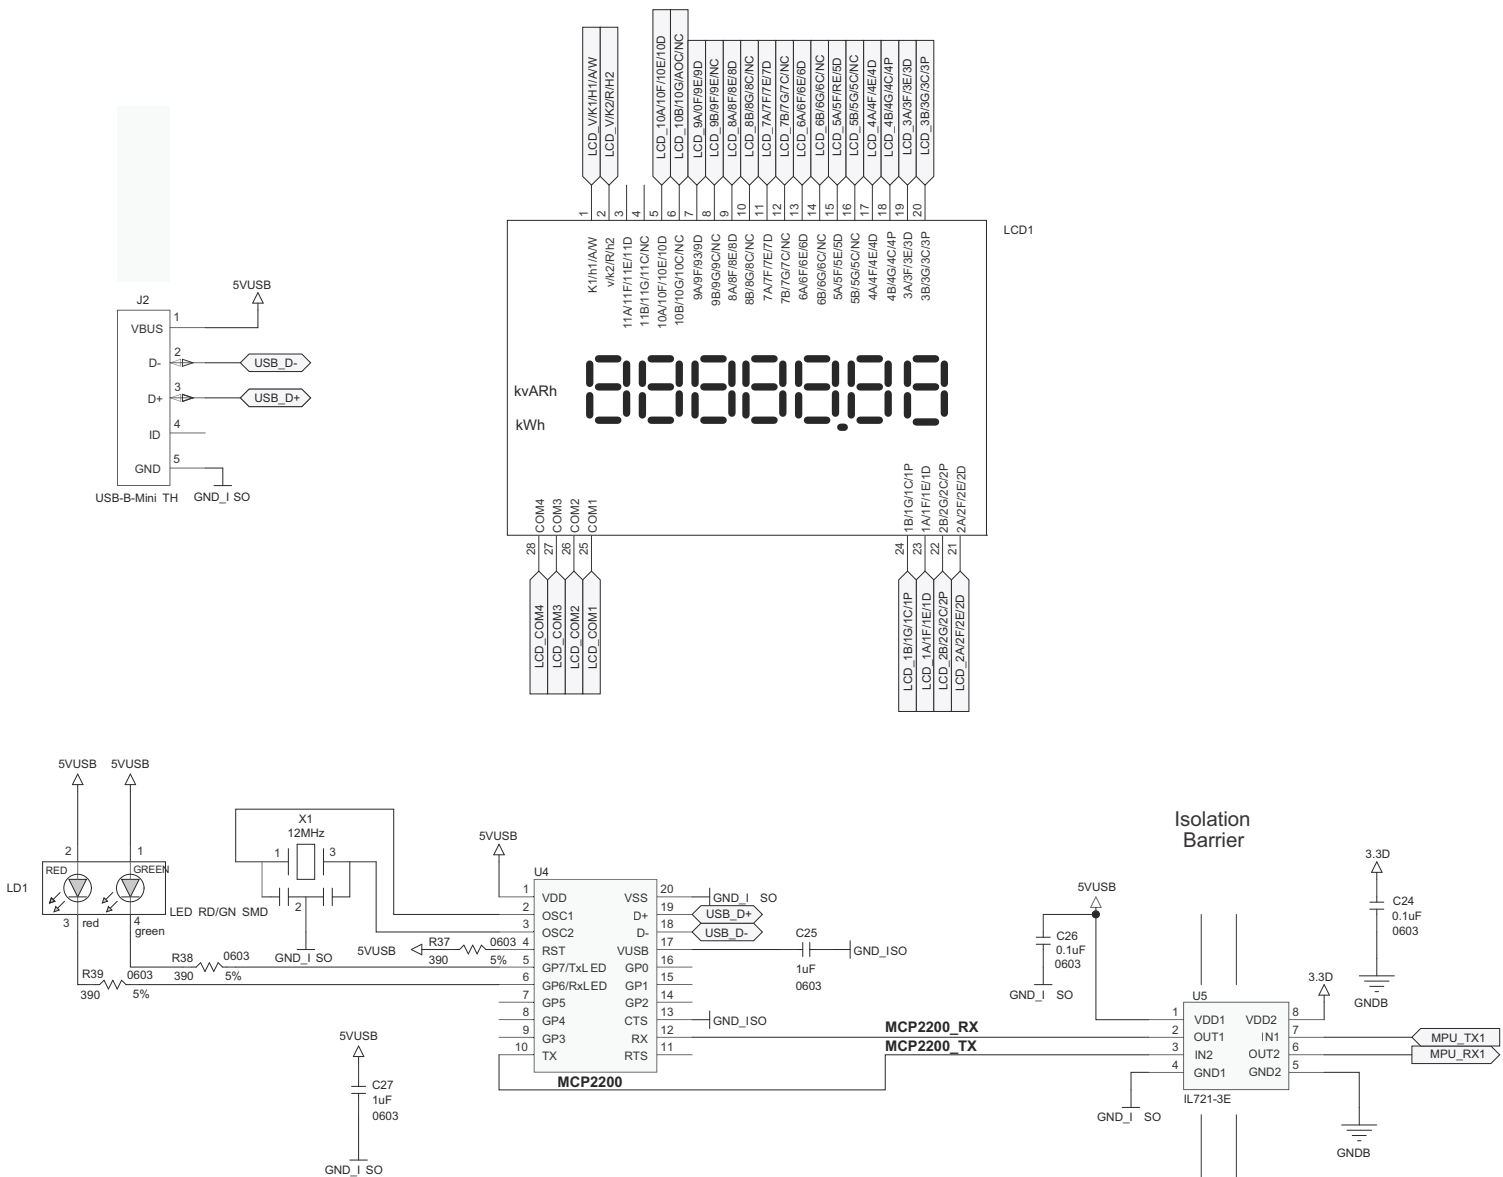 LCD_V/K1/H1/A/W
LCD_V/K2/R/H2
LCD_10A/10F/10E/10D
LCD_10B/10G/AOC/NC
LCD_9A/0F/9E/9D
LCD_9B/9F/9E/NC
LCD_8A/8F/8E/8D
LCD_8B/8G/8C/NC
LCD_7A/7F/7E/7D
LCD_7B/7G/7C/NC
LCD_6A/6F/6E/6D
LCD_6B/6G/6C/NC
LCD_5A/5F/RE/5D
LCD_5B/5G/5C/NC
LCD_4A/4F/4E/4D
LCD_4B/4G/4C/4P
LCD_3A/3F/3E/3D
LCD_3B/3G/3C/3P
1 2 3 4 5 6 7 8 9 10 11 12 13 14 15 16 17 18 19 20
LCD1
K1/h1/A/W
v/k2/R/h2
11A/11F/11E/11D
11B/11G/11C/NC
10A/10F/10E/10D
10B/10G/10C/NC
9A/9F/93/9D
9B/9G/9C/NC
8A/8F/8E/8D
8B/8G/8C/NC
7A/7F/7E/7D
7B/7G/7C/NC
6A/6F/6E/6D
6B/6G/6C/NC
5A/5F/5E/5D
5B/5G/5C/NC
4A/4F/4E/4D
4B/4G/4C/4P
3A/3F/3E/3D
3B/3G/3C/3P
kvARh
kWh
COM4
COM3
COM2
COM1
1B/1G/1C/1P
1A/1F/1E/1D
2B/2G/2C/2P
2A/2F/2E/2D
28 27 26 25
24 23 22 21
LCD_COM4
LCD_COM3
LCD_COM2
LCD_COM1
LCD_1B/1G/1C/1P
LCD_1A/1F/1E/1D
LCD_2B/2G/2C/2P
LCD_2A/2F/2E/2D
5VUSB
J2
VBUS 1
D- 2 USB_D-
D+ 3 USB_D+
ID 4
GND 5
USB-B-Mini TH
GND_I SO
5VUSB 5VUSB
2 1
RED GREEN
LD1
LED RD/GN SMD
3 red 4
green
X1
12MHz
1 3
2
GND_I SO
R39 0603
390 5%
R38 0603
390 5%
5VUSB R37 0603
390 5%
5VUSB
U4
1 VDD VSS 20 GND_I SO
2 OSC1 D+ 19 USB_D+
3 OSC2 D- 18 USB_D-
4 RST VUSB 17
5 GP7/TxLED GP0 16
6 GP6/RxLED GP1 15
7 GP5 GP2 14
8 GP4 CTS 13 GND_ISO
9 GP3 RX 12
10 TX RTS 11
MCP2200
C25
1uF
0603
GND_ISO
MCP2200_RX
MCP2200_TX
5VUSB
C27
1uF
0603
GND_I SO
Isolation
Barrier
5VUSB
C26
0.1uF
0603
GND_I SO
3.3D
C24
0.1uF
0603
GNDB
3.3D
U5
1 VDD1 VDD2 8
2 OUT1 IN1 7 MPU_TX1
3 IN2 OUT2 6 MPU_RX1
4 GND1 GND2 5
IL721-3E
GND_I SO
GNDB